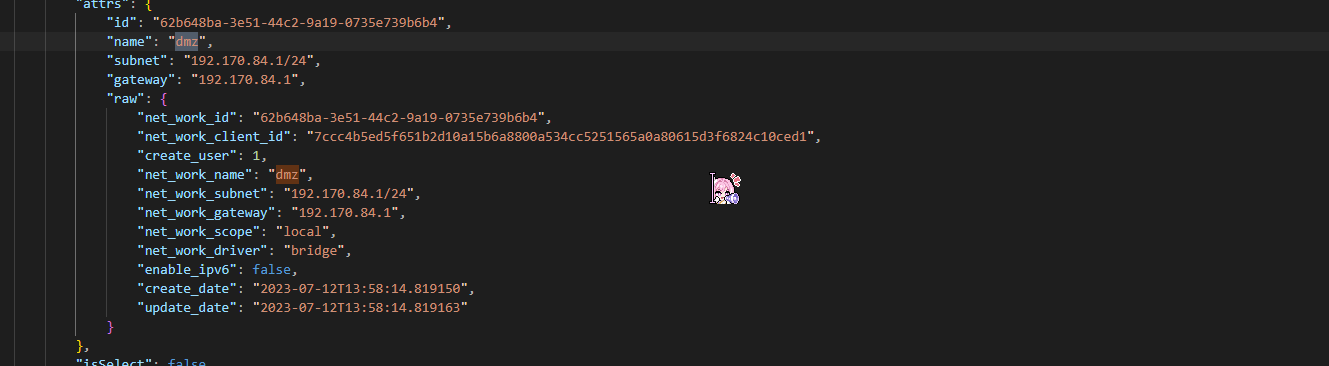 "attrs": {
"id": "62b648ba-3e51-44c2-9a19-0735e739b6b4",
"name": "dmz",
"subnet": "192.170.84.1/24",
"gateway": "192.170.84.1",
"raw": {
"net_work_id": "62b648ba-3e51-44c2-9a19-0735e739b6b4",
"net_work_client_id": "7ccc4b5ed5f651b2d10a15b6a8800a534cc5251565a0a80615d3f6824c10ced1",
"create_user": 1,
"net_work_name": "dmz",
"net_work_subnet": "192.170.84.1/24",
"net_work_gateway": "192.170.84.1",
"net_work_scope": "local",
"net_work_driver": "bridge",
"enable_ipv6": false,
"create_date": "2023-07-12T13:58:14.819150",
"update_date": "2023-07-12T13:58:14.819163"
}
},
"isSelect": false